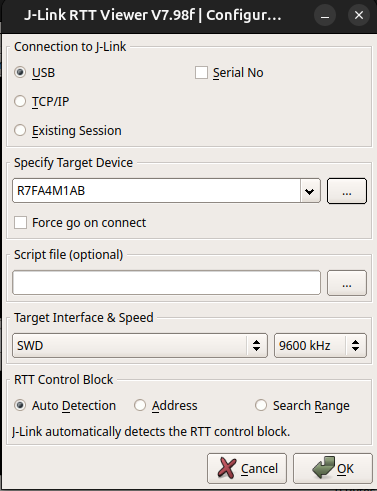 J-Link RTT Viewer V7.98f | Configur...
Connection to J-Link
USB
Serial No
TCP/IP
Existing Session
Specify Target Device
R7FA4M1AB
...
Force go on connect
Script file (optional)
...
Target Interface & Speed
SWD
9600 kHz
RTT Control Block
Auto Detection
Address
Search Range
J-Link automatically detects the RTT control block.
Cancel
OK